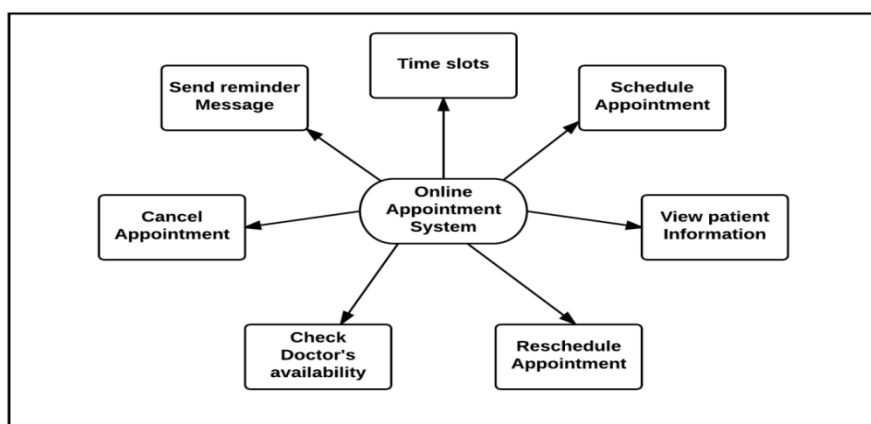 Time slots
Send reminder
Message
Schedule
Appointment
Online
Appointment
System
Cancel
Appointment
View patient
Information
Check
Doctor's
availability
Reschedule
Appointment